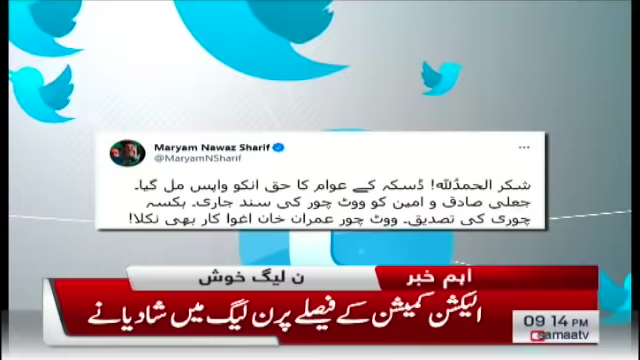 Maryam Nawaz Sharif
@MaryamNSharif
شکر الحمدُللّٰه! ڈسکہ کے عوام کا حق انکو واپس مل گیا۔
جعلی صادق و امین کو ووٹ چور کی سند جاری۔ بکسہ
چوری کی تصدیق۔ ووٹ چور عمران خان اغوا کار بھی نکلا!
اہم خبر
ن لیگ خوش
الیکشن کمیشن کے فیصلے پر ن لیگ میں شادیانے
09:14 PM
samaatv